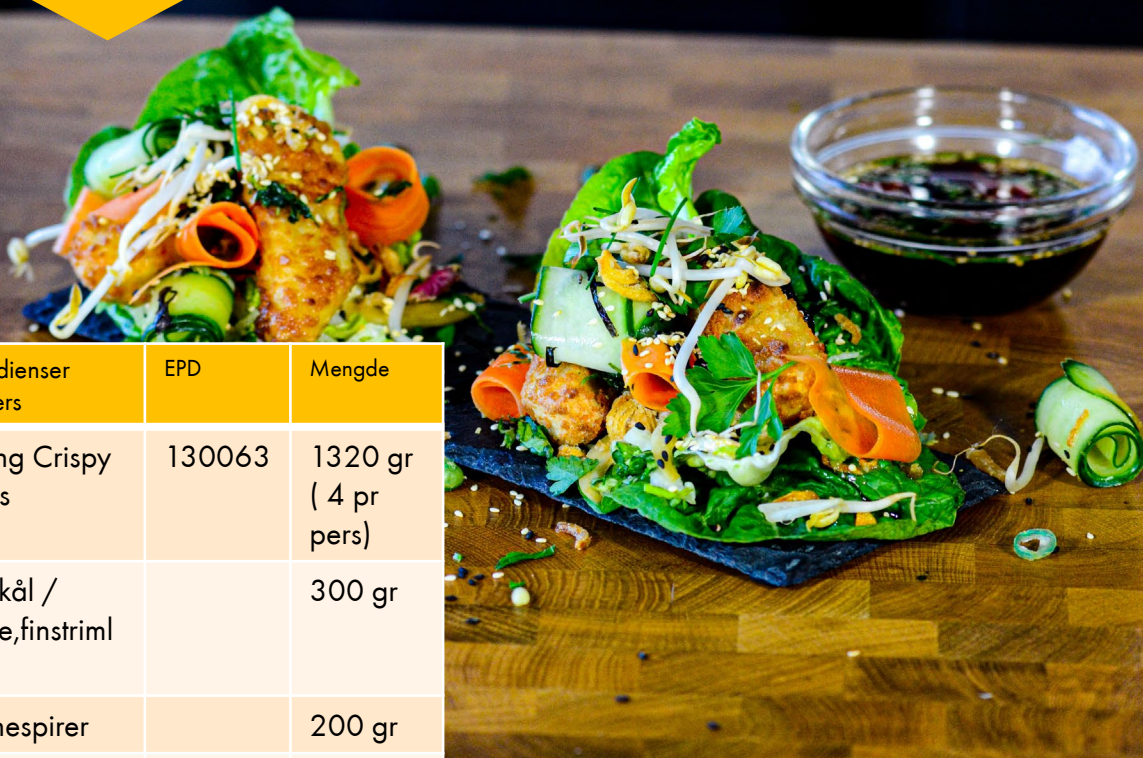 dienser EPD Mengde
ers
ng Crispy 130063 1320 gr
s ( 4 pr
pers)
kål / 300 gr
e,finstriml
nespirer 200 gr